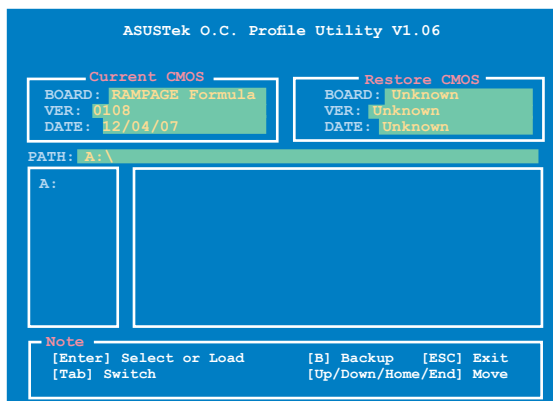 ASUSTek O.C. Profile Utility V1.06
Current CMOS
BOARD: RAMPAGE Formula
VER: 0108
DATE: 12/04/07
Restore CMOS
BOARD: Unknown
VER: Unknown
DATE: Unknown
PATH: A:\
A:
Note
[Enter] Select or Load [B] Backup [ESC] Exit
[Tab] Switch [Up/Down/Home/End] Move